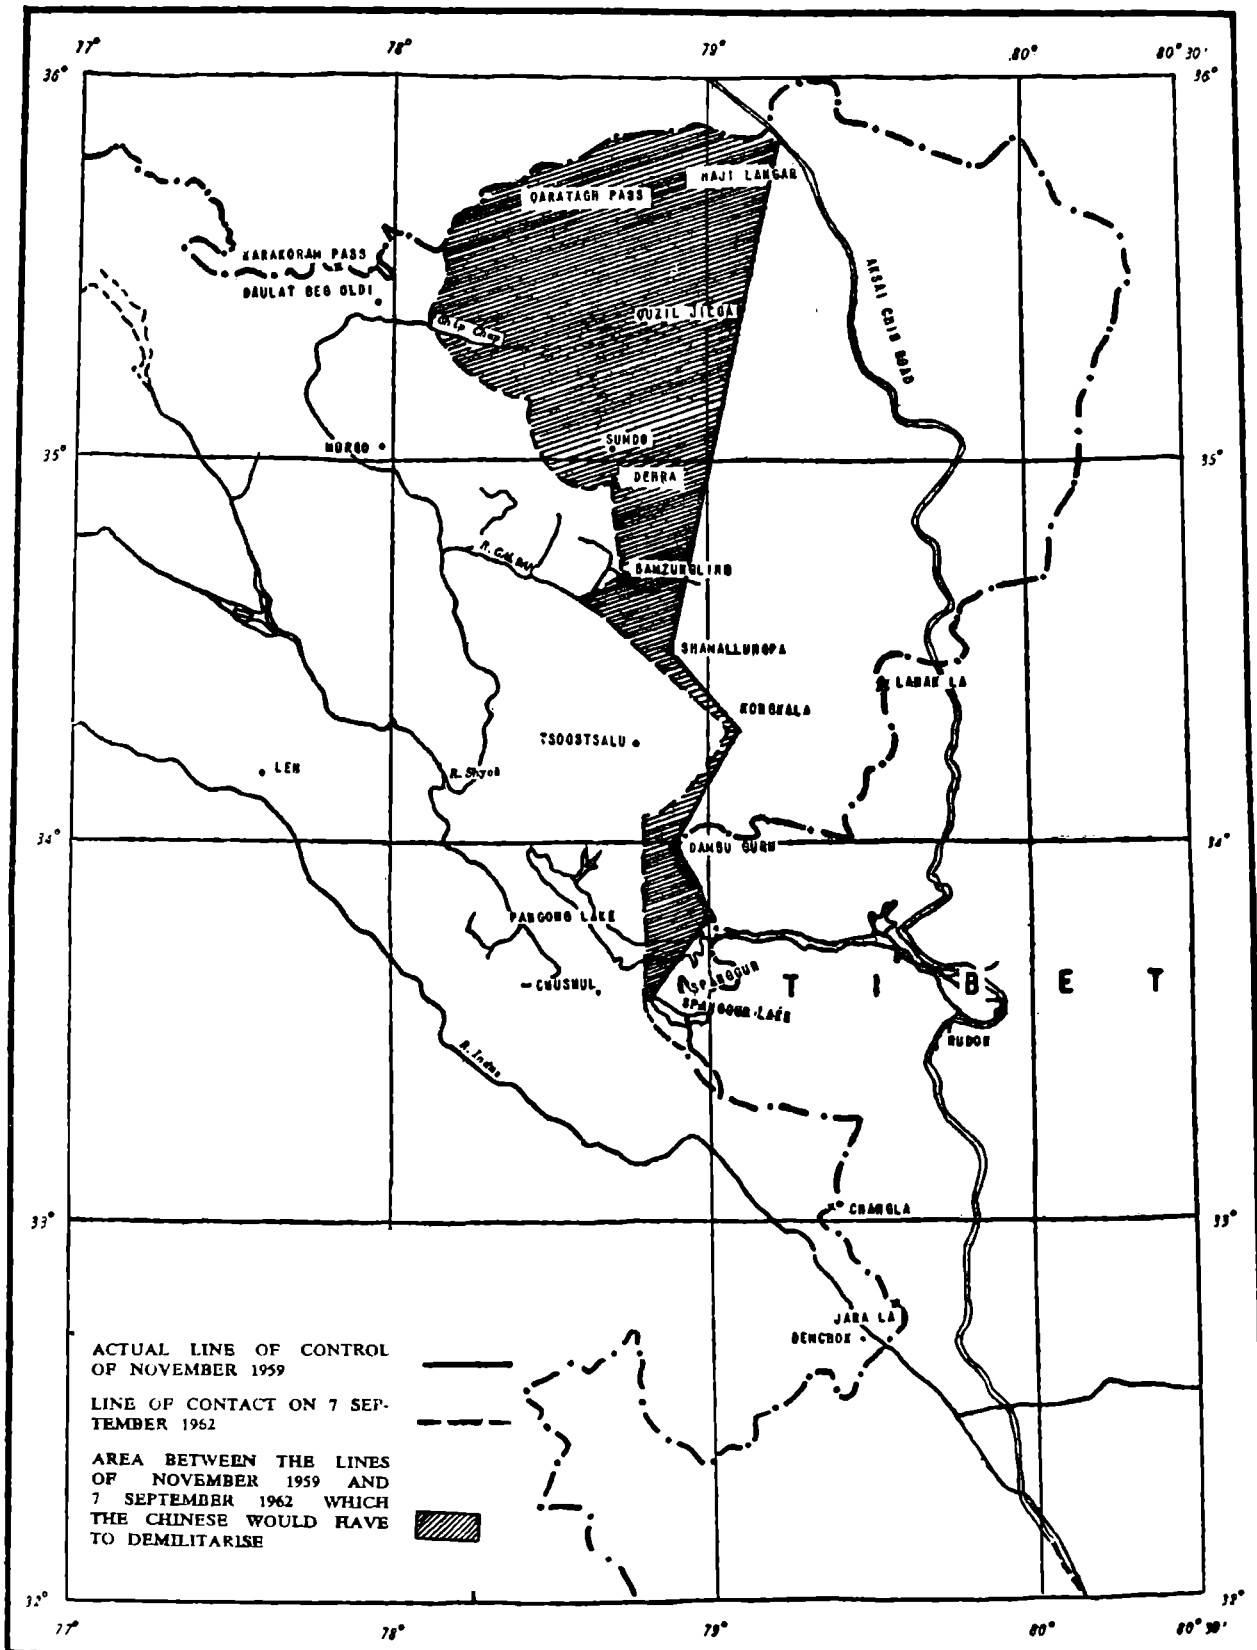 77°
78°
79°
80°
80° 30'
36°
36°
HAJI LANGAR
QARATAGH PASS
KARAKORAM PASS
DAULAT BEG OLDI
QUZIL JILGA
Chip Chap
AKSAI CHIN ROAD
MURGO
SUMDO
35°
35°
DEHRA
R. GALWAN
SAMZUNGLING
SHAMALLUNGPA
LANAK LA
KONGKALA
TSOGSTSALU
LEH
R. Shyok
34°
34°
DAMBU GURU
PANGONG LAKE
SPANGGUR
CHUSHUL
SPANGGUR LAKE
T I B E T
RUDOK
R. Indus
33°
33°
CHANGLA
JARA LA
DEMCHOK
ACTUAL LINE OF CONTROL
OF NOVEMBER 1959
LINE OF CONTACT ON 7 SEP-
TEMBER 1962
AREA BETWEEN THE LINES
OF NOVEMBER 1959 AND
7 SEPTEMBER 1962 WHICH
THE CHINESE WOULD HAVE
TO DEMILITARISE
32°
32°
77°
78°
79°
80°
80° 30'